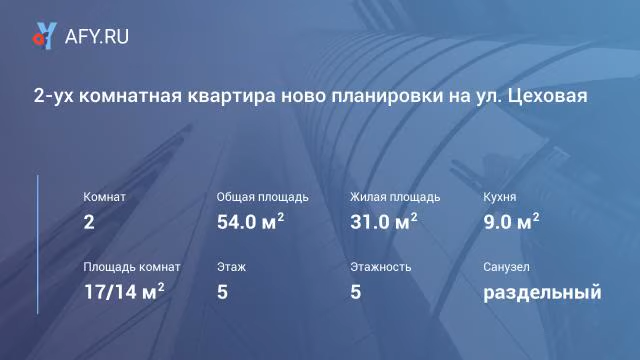 AFY.RU
2-ух комнатная квартира ново планировки на ул. Цеховая
Комнат Общая площадь Жилая площадь Кухня
2 54.0 м² 31.0 м² 9.0 м²
Площадь комнат Этаж Этажность Санузел
17/14 м² 5 5 раздельный